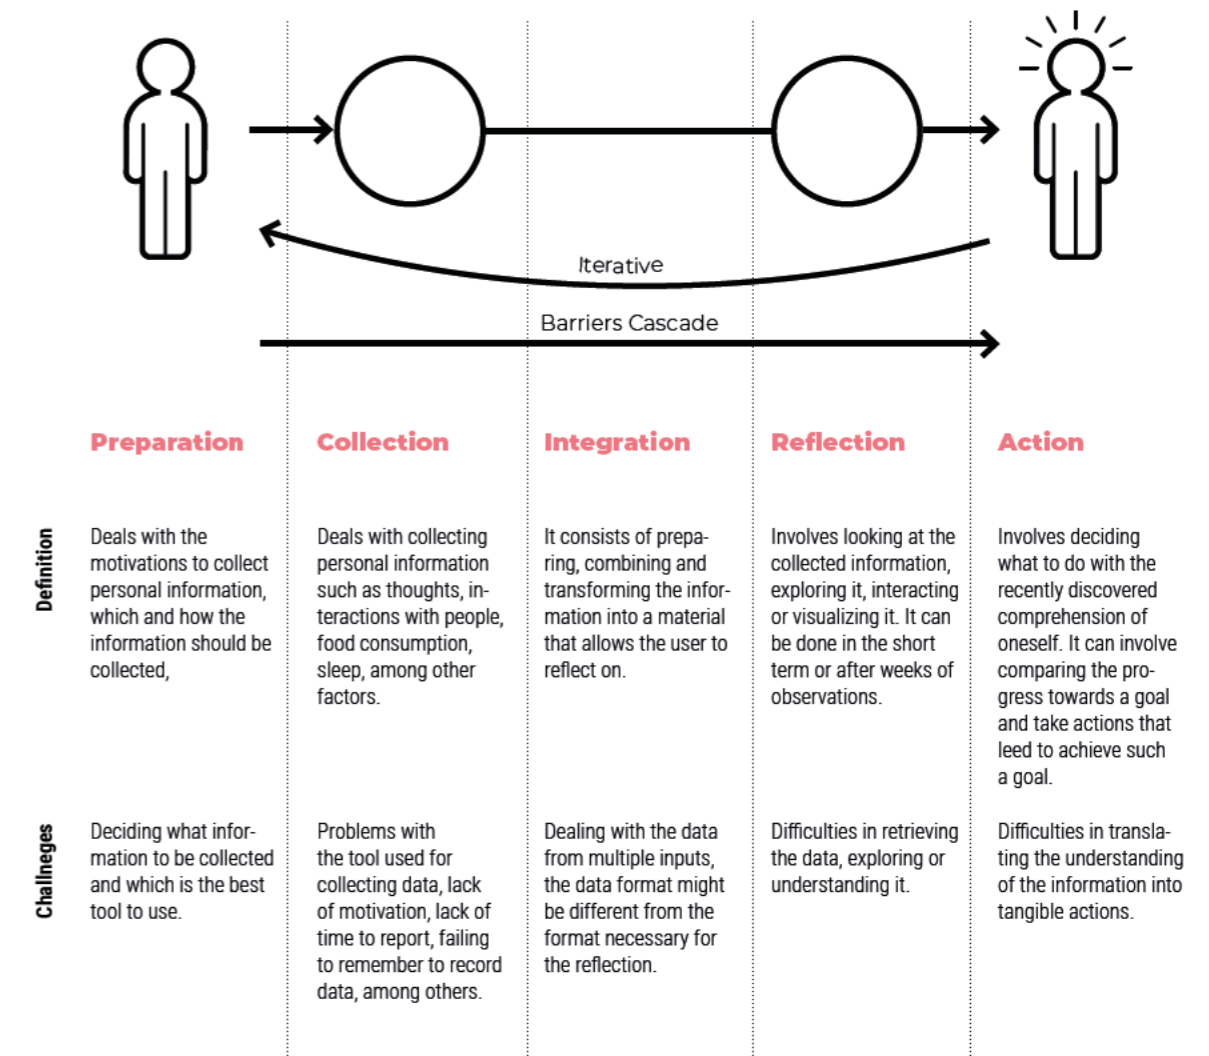 Iterative
Barriers Cascade
Preparation
Collection
Integration
Reflection
Action
Definition
Deals with the
motivations to collect
personal information,
which and how the
information should be
collected,
Deals with collecting
personal information
such as thoughts, in-
teractions with people,
food consumption,
sleep, among other
factors.
It consists of prepa-
ring, combining and
transforming the infor-
mation into a material
that allows the user to
reflect on.
Involves looking at the
collected information,
exploring it, interacting
or visualizing it. It can
be done in the short
term or after weeks of
observations.
Involves deciding
what to do with the
recently discovered
comprehension of
oneself. It can involve
comparing the pro-
gress towards a goal
and take actions that
leed to achieve such
a goal.
Challneges
Deciding what infor-
mation to be collected
and which is the best
tool to use.
Problems with
the tool used for
collecting data, lack
of motivation, lack of
time to report, failing
to remember to record
data, among others.
Dealing with the data
from multiple inputs,
the data format might
be different from the
format necessary for
the reflection.
Difficulties in retrieving
the data, exploring or
understanding it.
Difficulties in transla-
ting the understanding
of the information into
tangible actions.